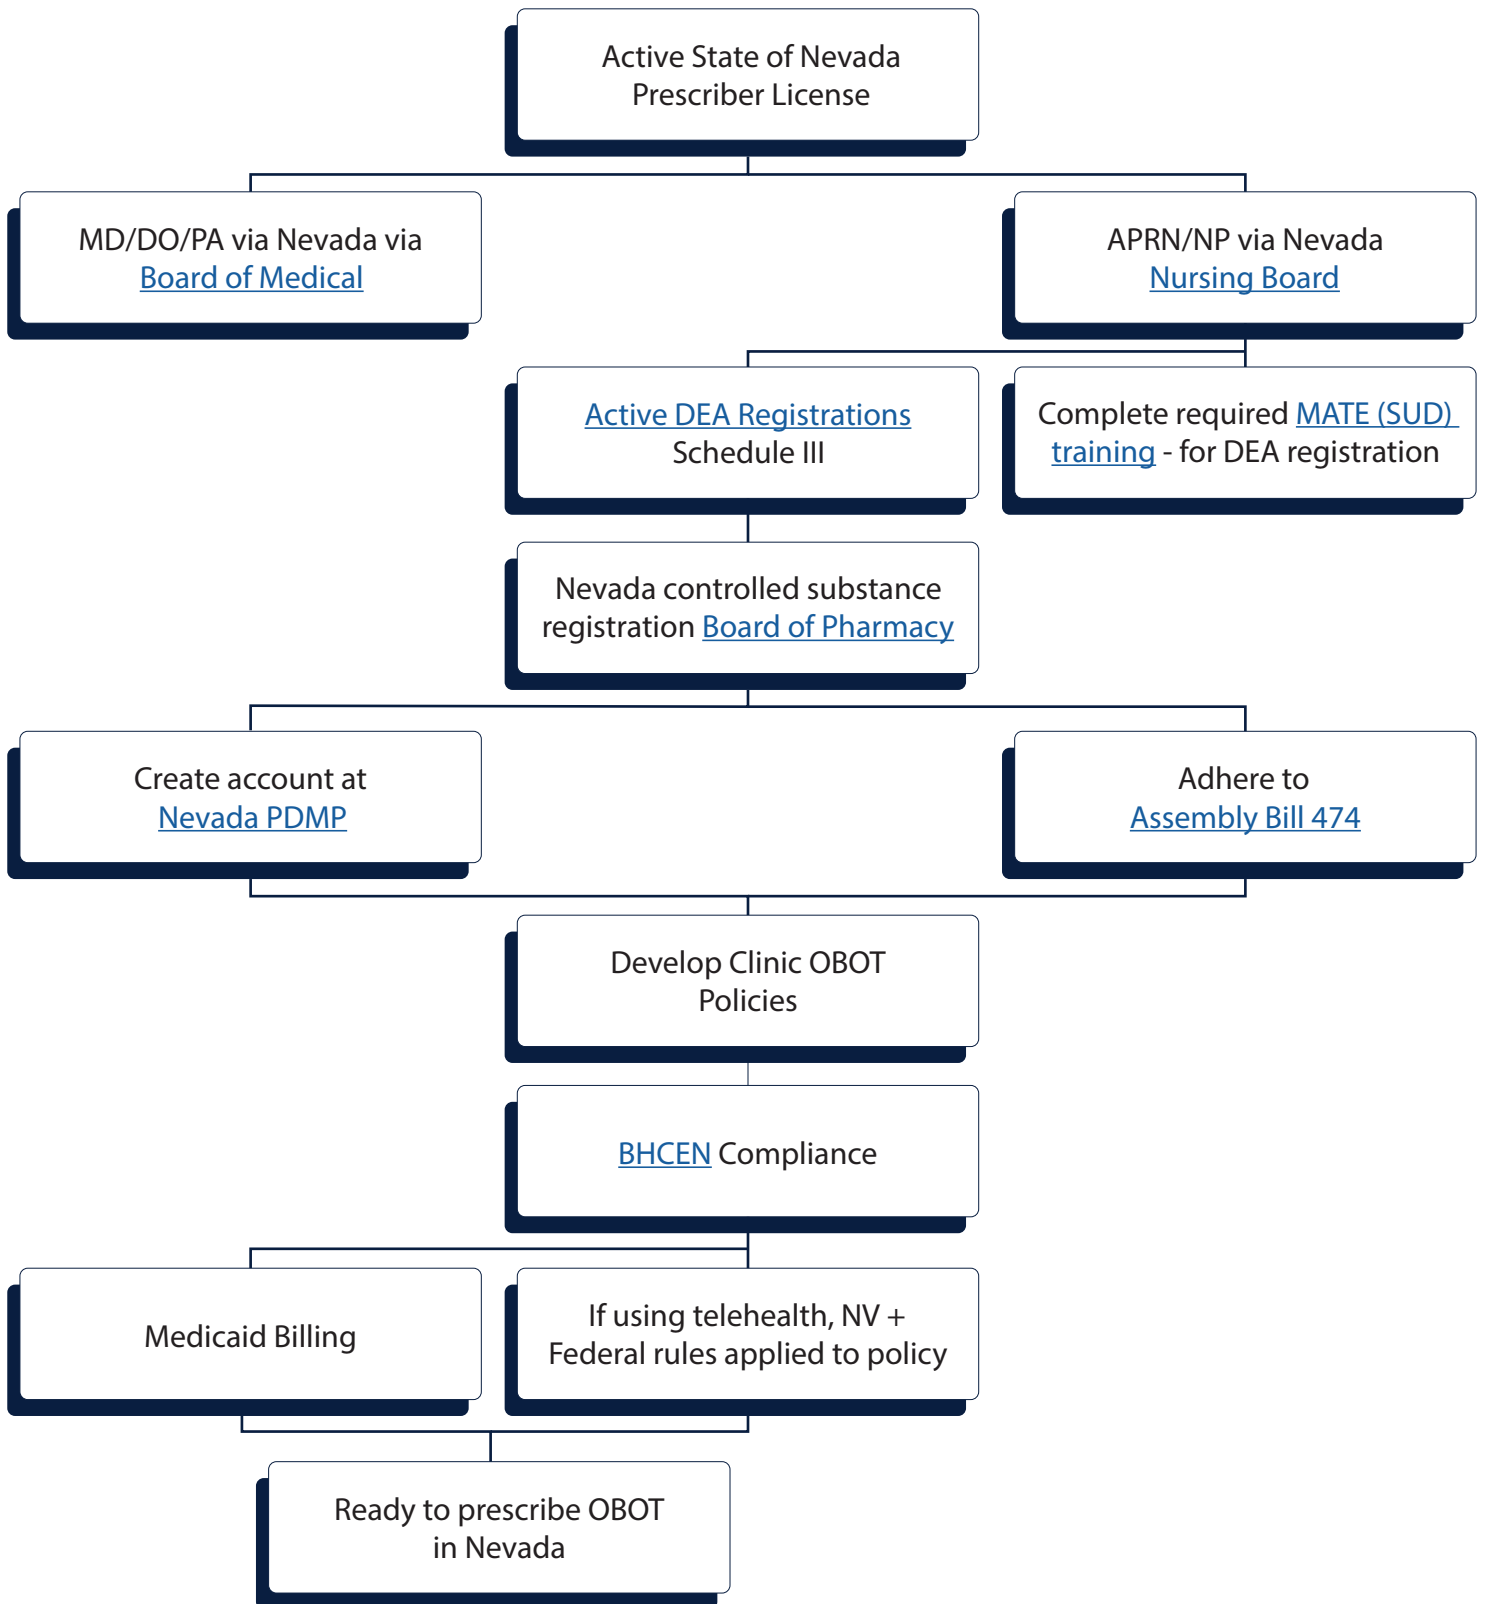 Active State of Nevada
Prescriber License
MD/DO/PA via Nevada via
Board of Medical
APRN/NP via Nevada
Nursing Board
Active DEA Registrations
Schedule III
Complete required MATE (SUD)
training - for DEA registration
Nevada controlled substance
registration Board of Pharmacy
Create account at
Nevada PDMP
Adhere to
Assembly Bill 474
Develop Clinic OBOT
Policies
BHCEN Compliance
Medicaid Billing
If using telehealth, NV +
Federal rules applied to policy
Ready to prescribe OBOT
in Nevada